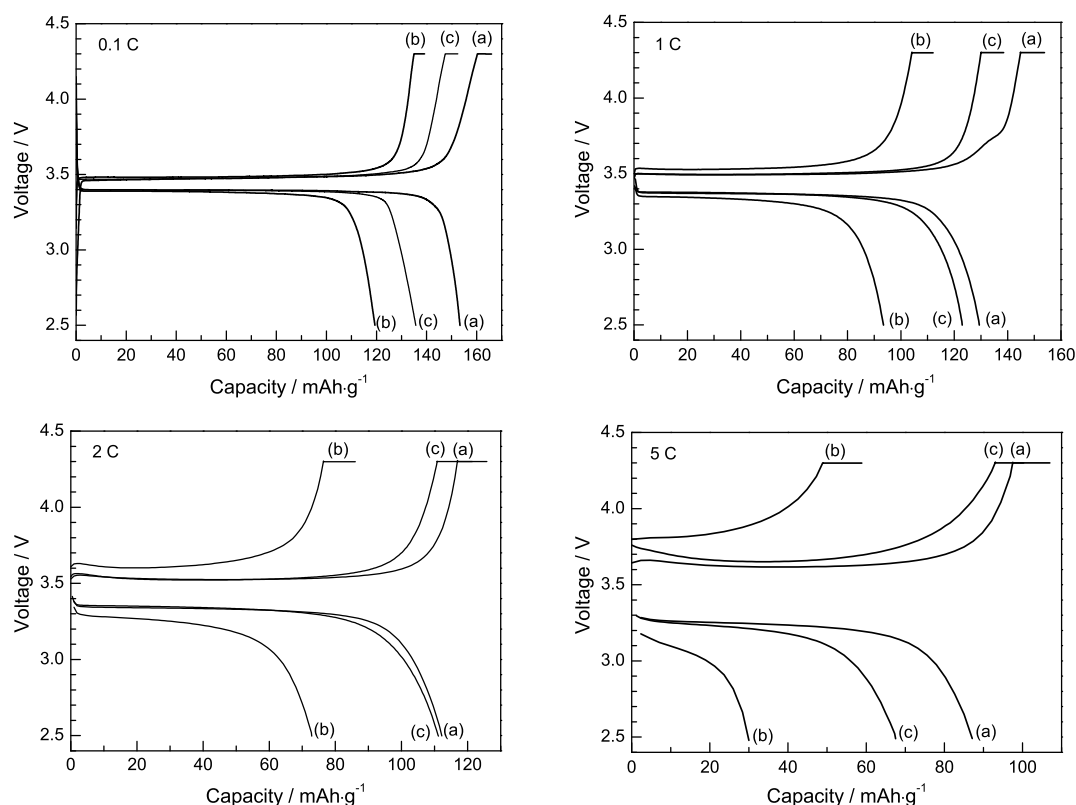 0.1 C
(b) (c) (a)
4.5
4.0
3.5
3.0
2.5
Voltage / V
(b) (c) (a)
0 20 40 60 80 100 120 140 160
Capacity / mAh·g⁻¹
1 C
(b) (c) (a)
4.5
4.0
3.5
3.0
2.5
Voltage / V
(b) (c) (a)
0 20 40 60 80 100 120 140 160
Capacity / mAh·g⁻¹
2 C
(b) (c) (a)
4.5
4.0
3.5
3.0
2.5
Voltage / V
(b) (c) (a)
0 20 40 60 80 100 120
Capacity / mAh·g⁻¹
5 C
(b) (c) (a)
4.5
4.0
3.5
3.0
2.5
Voltage / V
(b) (c) (a)
0 20 40 60 80 100
Capacity / mAh·g⁻¹